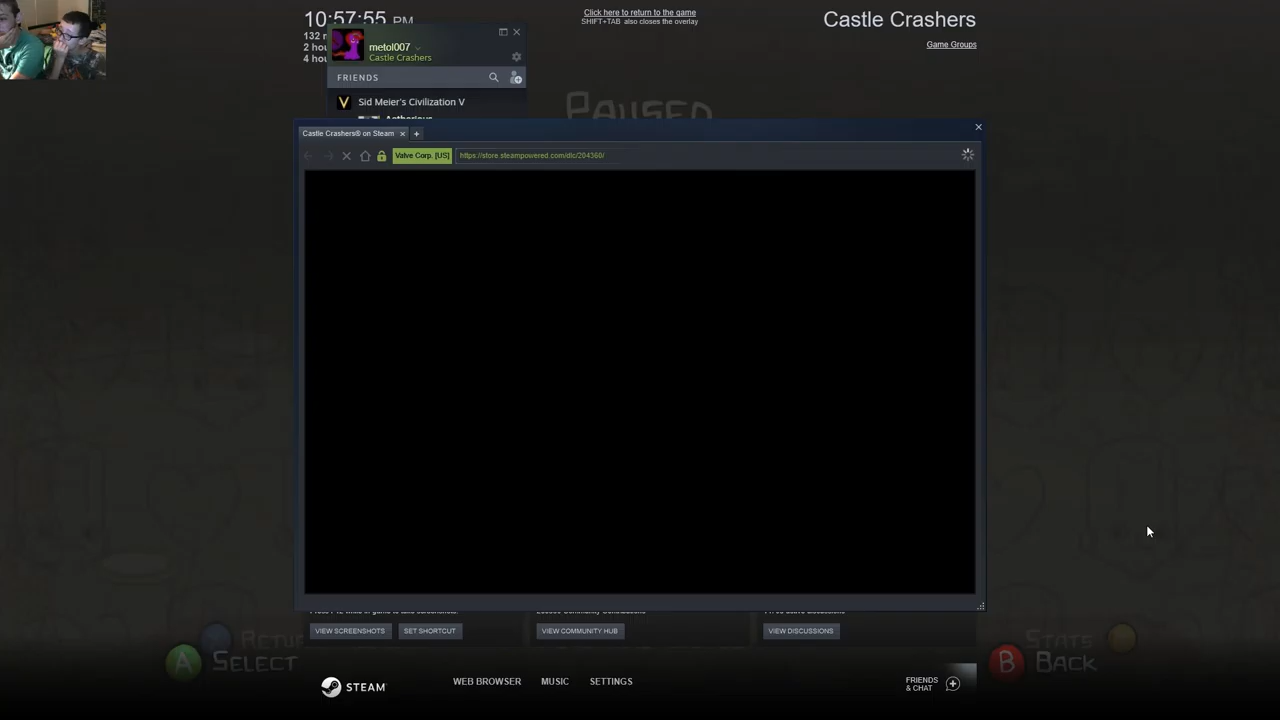 10:57:55 PM
Click here to return to the game
SHIFT+TAB also closes the overlay
Castle Crashers
Game Groups
132
2 hou
4 hou
metol007
Castle Crashers
FRIENDS
Sid Meier's Civilization V
PAUSED
Castle Crashers® on Steam
Valve Corp. [US]
https://store.steampowered.com/dlc/204360/
VIEW SCREENSHOTS
SET SHORTCUT
VIEW COMMUNITY HUB
VIEW DISCUSSIONS
A SELECT
STATS
B BACK
STEAM
WEB BROWSER
MUSIC
SETTINGS
FRIENDS
& CHAT